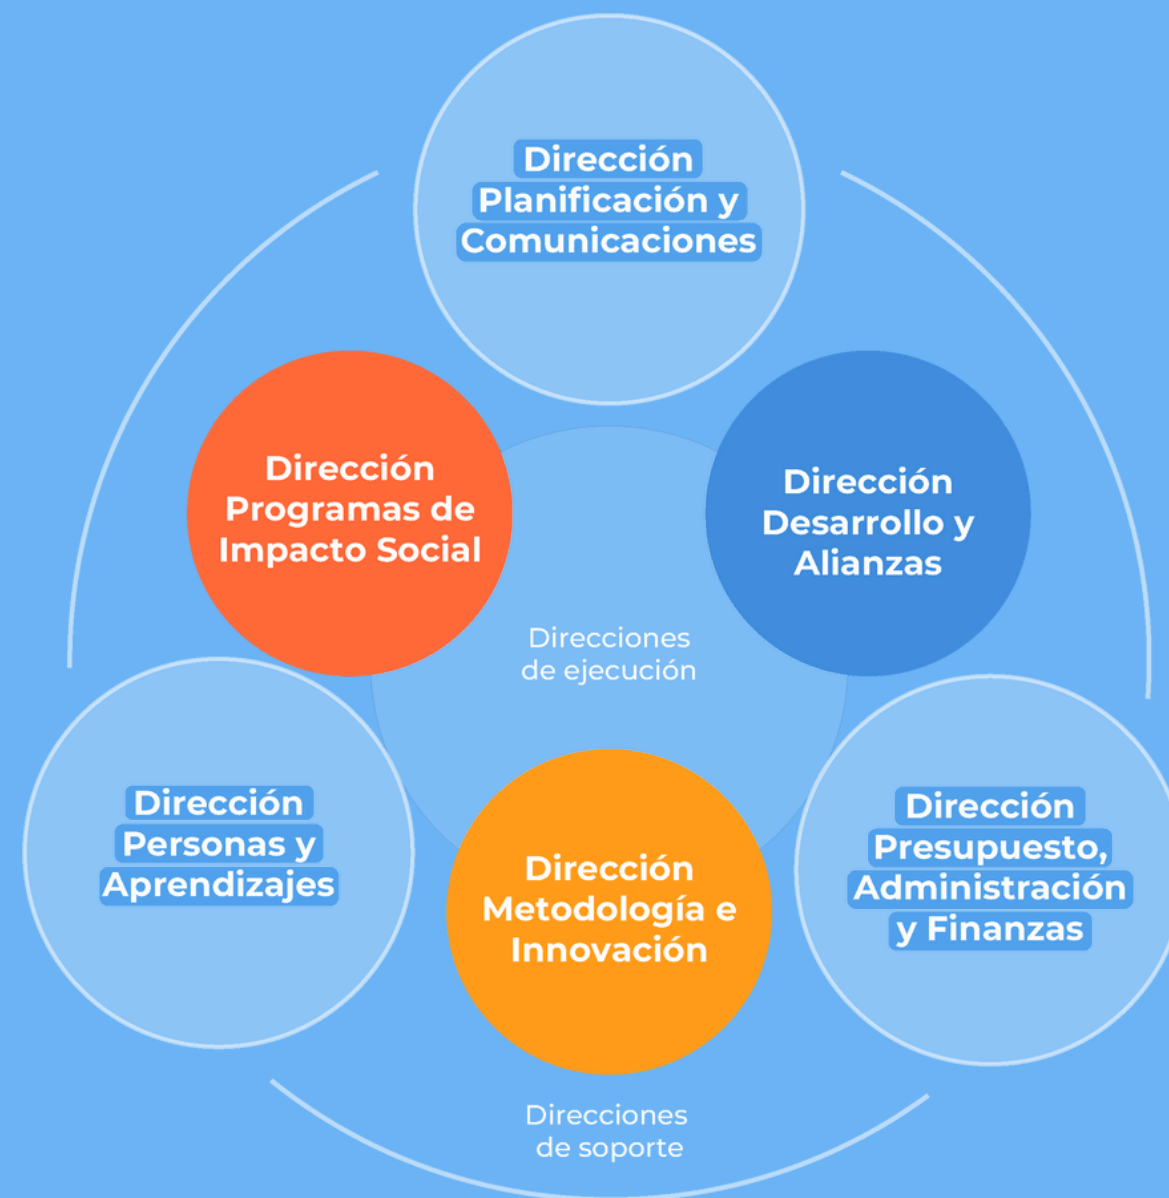 Dirección
Planificación y
Comunicaciones
Dirección
Programas de
Impacto Social
Dirección
Desarrollo y
Alianzas
Direcciones
de ejecución
Dirección
Personas y
Aprendizajes
Dirección
Metodología e
Innovación
Dirección
Presupuesto,
Administración
y Finanzas
Direcciones
de soporte